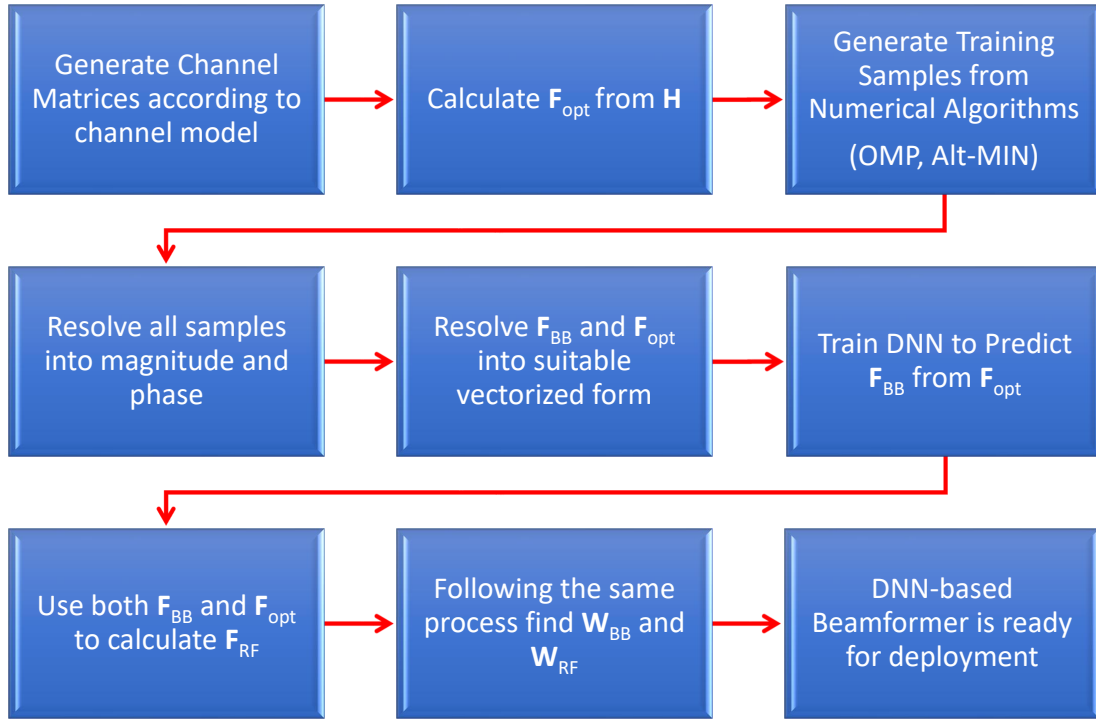 Generate Channel
Matrices according to
channel model
Calculate F_opt from H
Generate Training
Samples from
Numerical Algorithms
(OMP, Alt-MIN)
Resolve all samples
into magnitude and
phase
Resolve F_BB and F_opt
into suitable
vectorized form
Train DNN to Predict
F_BB from F_opt
Use both F_BB and F_opt
to calculate F_RF
Following the same
process find W_BB and
W_RF
DNN-based
Beamformer is ready
for deployment